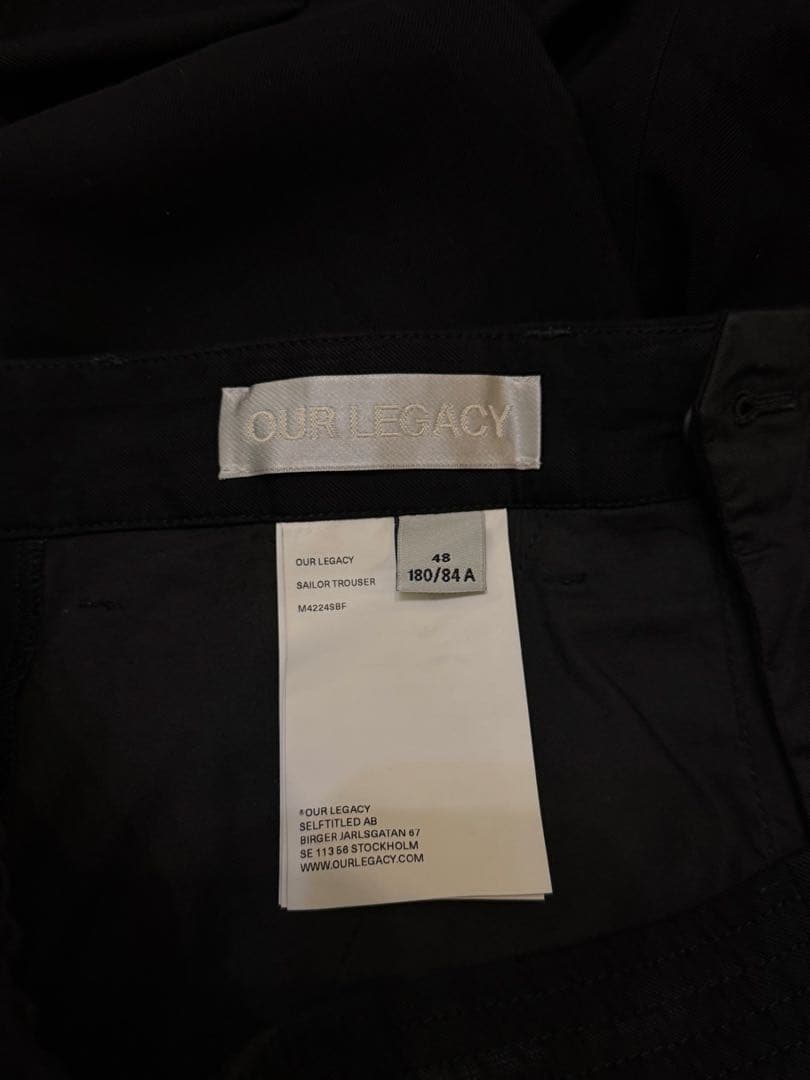 OUR LEGACY
48
180/84 A
OUR LEGACY
SAILOR TROUSER
M4224SBF
®OUR LEGACY
SELFTITLED AB
BIRGER JARLSGATAN 67
SE 113 56 STOCKHOLM
WWW.OURLEGACY.COM